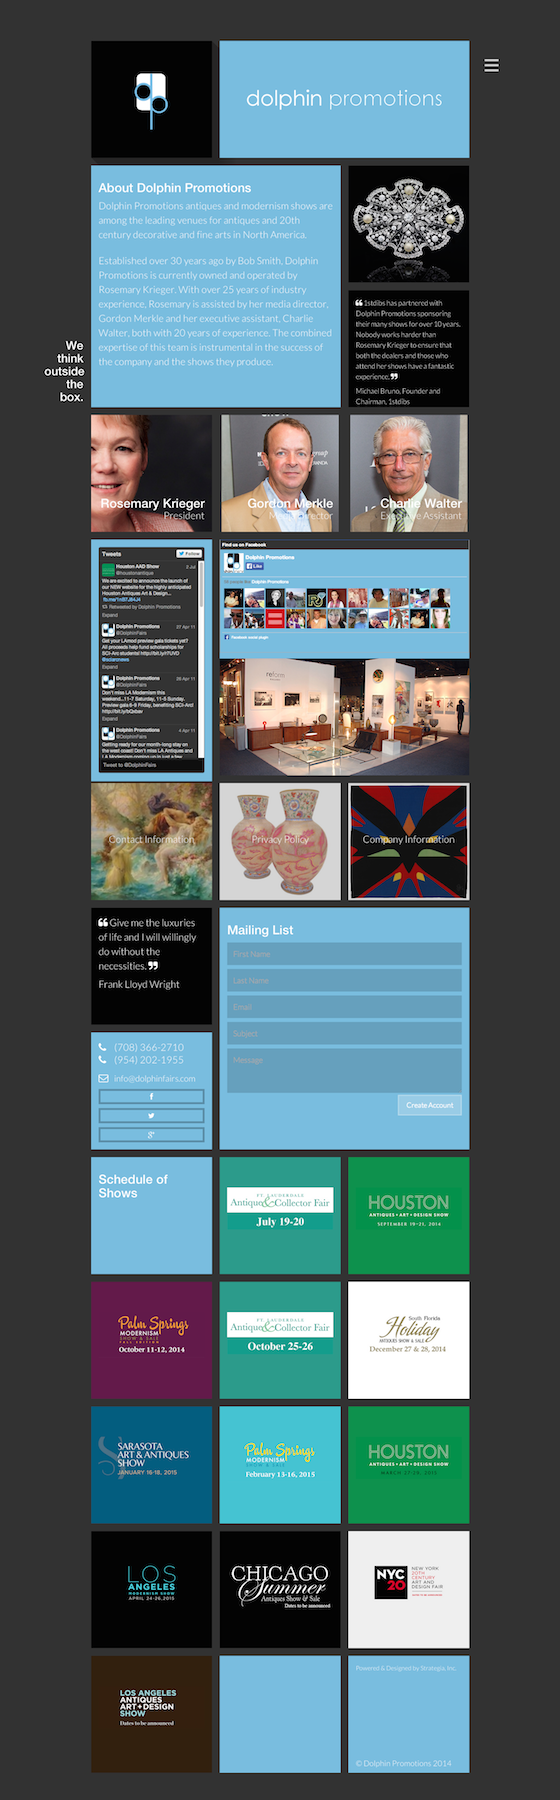 dolphin promotions
About Dolphin Promotions
Dolphin Promotions antiques and modernism shows are
among the leading venues for antiques and 20th
century decorative and fine arts in North America.
Established over 30 years ago by Bob Smith, Dolphin
Promotions is currently owned and operated by
Rosemary Krieger. With over 25 years of industry
experience, Rosemary is assisted by her media director,
Gordon Merkle and her executive assistant, Charlie
Walter, both with 20 years of experience. The combined
expertise of this team is instrumental in the success of
the company and the shows they produce.
❝ 1stdibs has partnered with
Dolphin Promotions sponsoring
their many shows for over 10 years.
Nobody works harder than
Rosemary Krieger to ensure that
both the dealers and those who
attend her shows have a fantastic
experience. ❞
Michael Bruno, Founder and
Chairman, 1stdibs
We
think
outside
the
box.
Rosemary Krieger
President
Gordon Merkle
Media Director
Charlie Walter
Executive Assistant
Tweets
Follow
Houston AAD Show
2 Jul
@houstonantique
We are excited to announce the launch of
our NEW website for the highly anticipated
Houston Antiques Art & Design...
Retweeted by Dolphin Promotions
Expand
Dolphin Promotions
27 Apr 11
@DolphinFairs
Get your LAmod preview gala tickets yet?
All proceeds help fund scholarships for
SCI-Arc students!
@sciarcnews
Expand
Dolphin Promotions
@DolphinFairs
Don't miss LA Modernism this
weekend...11-7 Saturday, 11-5 Sunday.
Preview gala 6-9 Friday, benefiting SCI-Arc!
Expand
Dolphin Promotions
4 Apr 11
@DolphinFairs
Getting ready for our month-long stay on
the west coast! Don't miss LA Antiques and
LA Modernism coming up in just a few
Tweet to @DolphinFairs
Find us on Facebook
Dolphin Promotions
Like
people like Dolphin Promotions
Facebook social plugin
reform
Contact Information
Privacy Policy
Company Information
❝ Give me the luxuries
of life and I will willingly
do without the
necessities. ❞
Frank Lloyd Wright
Mailing List
First Name
Last Name
Email
Subject
Message
Create Account
(708) 366-2710
(954) 202-1955
info@dolphinfairs.com
Schedule of
Shows
FT. LAUDERDALE
Antique & Collector Fair
July 19-20
HOUSTON
ANTIQUES + ART + DESIGN SHOW
SEPTEMBER 19-21, 2014
Palm Springs
MODERNISM
SHOW & SALE
FALL EDITION
October 11-12, 2014
FT. LAUDERDALE
Antique & Collector Fair
October 25-26
South Florida
Holiday
ANTIQUES SHOW & SALE
December 27 & 28, 2014
SARASOTA
ART & ANTIQUES
SHOW
JANUARY 16-18, 2015
Palm Springs
MODERNISM
SHOW & SALE
February 13-16, 2015
HOUSTON
ANTIQUES + ART + DESIGN SHOW
MARCH 27-29, 2015
LOS
ANGELES
MODERNISM SHOW
APRIL 24-26, 2015
CHICAGO
Summer
Antiques Show & Sale
Dates to be announced
NYC
20
NEW YORK
20TH
CENTURY
ART AND
DESIGN FAIR
LOS ANGELES
ANTIQUES
ART + DESIGN
SHOW
Dates to be announced
Powered & Designed by Strategia, Inc.
© Dolphin Promotions 2014